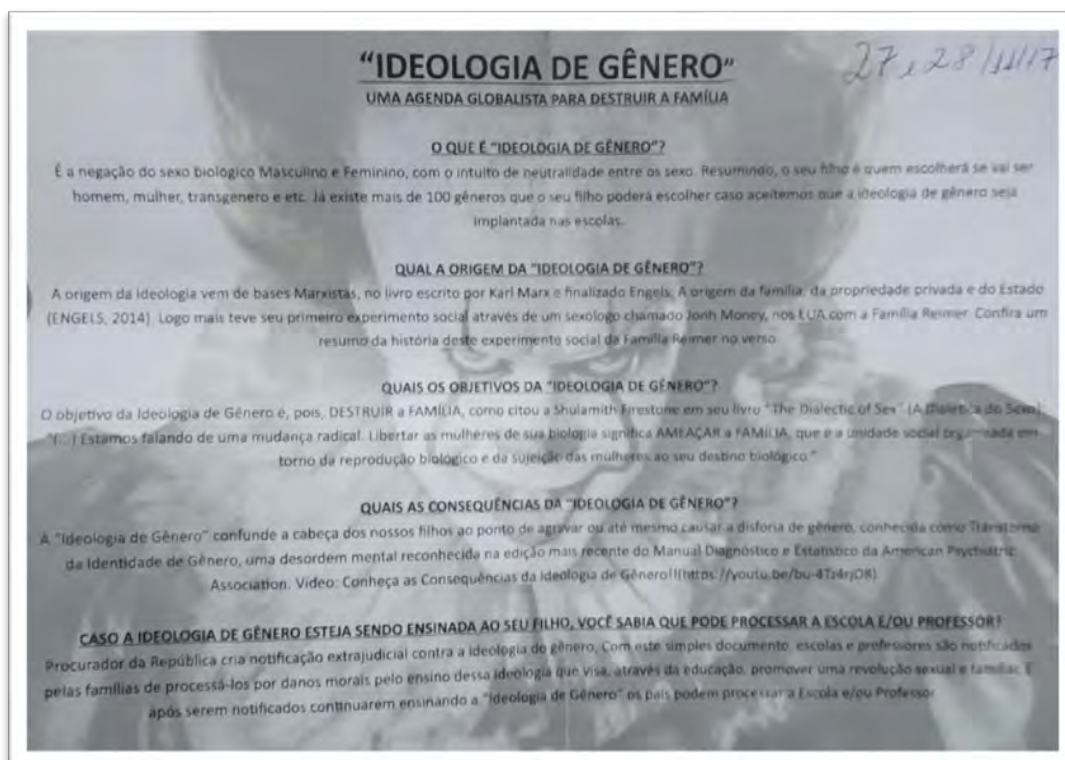 "IDEOLOGIA DE GÊNERO"
27 e 28/11/17
UMA AGENDA GLOBALISTA PARA DESTRUIR A FAMÍLIA
O QUE É "IDEOLOGIA DE GÊNERO"?
É a negação do sexo biológico Masculino e Feminino, com o intuito de neutralidade entre os sexo. Resumindo, o seu filho é quem escolherá se vai ser
homem, mulher, transgenero e etc. Já existe mais de 100 gêneros que o seu filho poderá escolher caso aceitemos que a ideologia de gênero seja
implantada nas escolas.
QUAL A ORIGEM DA "IDEOLOGIA DE GÊNERO"?
A origem da Ideologia vem de bases Marxistas, no livro escrito por Karl Marx e finalizado Engels, A origem da família, da propriedade privada e do Estado
(ENGELS, 2014). Logo mais teve seu primeiro experimento social através de um sexólogo chamado Jonh Money, nos EUA com a Família Reimer. Confira um
resumo da história deste experimento social da Família Reimer no verso
QUAIS OS OBJETIVOS DA "IDEOLOGIA DE GÊNERO"?
O objetivo da Ideologia de Gênero é, pois, DESTRUIR a FAMÍLIA, como citou a Shulamith Firestone em seu livro "The Dialectic of Sex" (A Dialética do Sexo)
"(...) Estamos falando de uma mudança radical. Libertar as mulheres de sua biologia significa AMEAÇAR a FAMÍLIA, que é a unidade social organizada em
torno da reprodução biológico e da sujeição das mulheres ao seu destino biológico."
QUAIS AS CONSEQUÊNCIAS DA "IDEOLOGIA DE GÊNERO"?
A "Ideologia de Gênero" confunde a cabeça dos nossos filhos ao ponto de agravar ou até mesmo causar a disforia de gênero, conhecida como Transtorno
da Identidade de Gênero, uma desordem mental reconhecida na edição mais recente do Manual Diagnóstico e Estatístico da American Psychiatric
Association. Vídeo: Conheça as Consequências da Ideologia de Gênero!!
CASO A IDEOLOGIA DE GÊNERO ESTEJA SENDO ENSINADA AO SEU FILHO, VOCÊ SABIA QUE PODE PROCESSAR A ESCOLA E/OU PROFESSOR?
Procurador da República cria notificação extrajudicial contra a ideologia do gênero. Com este simples documento, escolas e professores são notificados
pelas famílias de processá-los por danos morais pelo ensino dessa ideologia que visa, através da educação, promover uma revolução sexual e familiar. E
após serem notificados continuarem ensinando a "Ideologia de Gênero" os pais podem processar a Escola e/ou Professor